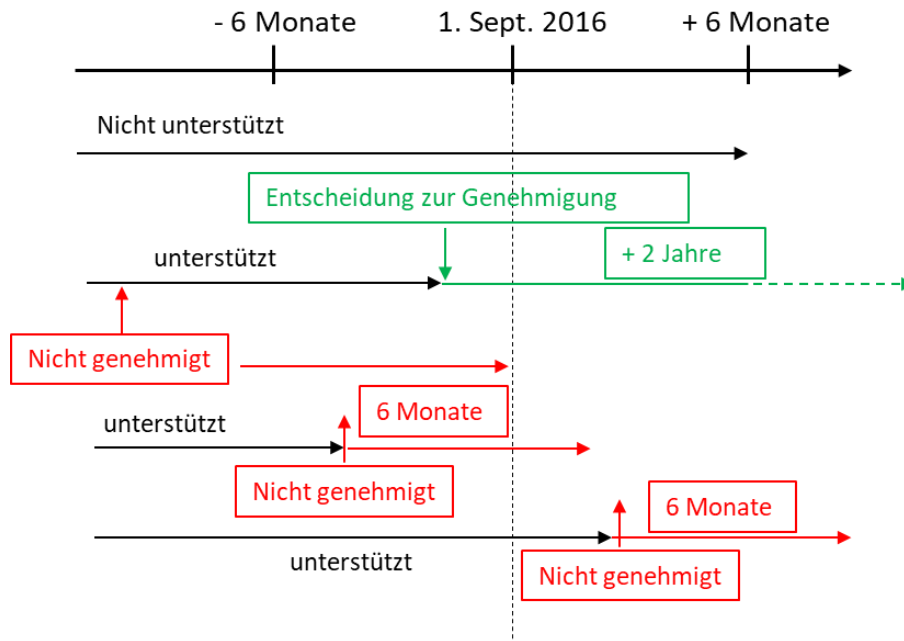 - 6 Monate
1. Sept. 2016
+ 6 Monate
Nicht unterstützt
Entscheidung zur Genehmigung
+ 2 Jahre
unterstützt
Nicht genehmigt
6 Monate
unterstützt
Nicht genehmigt
6 Monate
unterstützt
Nicht genehmigt